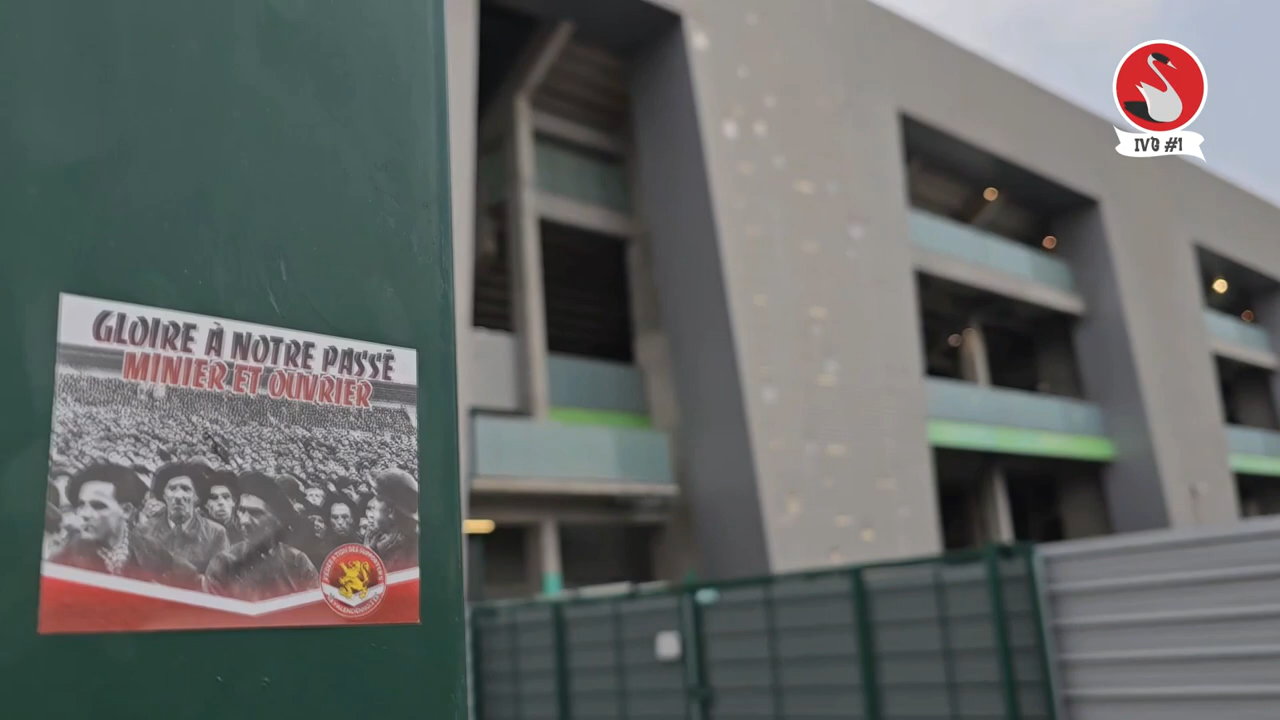 IVG #1
GLOIRE À NOTRE PASSÉ
MINIER ET OUVRIER